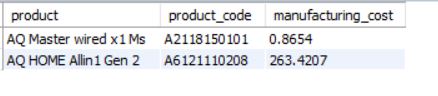 product product_code manufacturing_cost
AQ Master wired x1 Ms A2118150101 0.8654
AQ HOME Allin1 Gen 2 A6121110208 263.4207